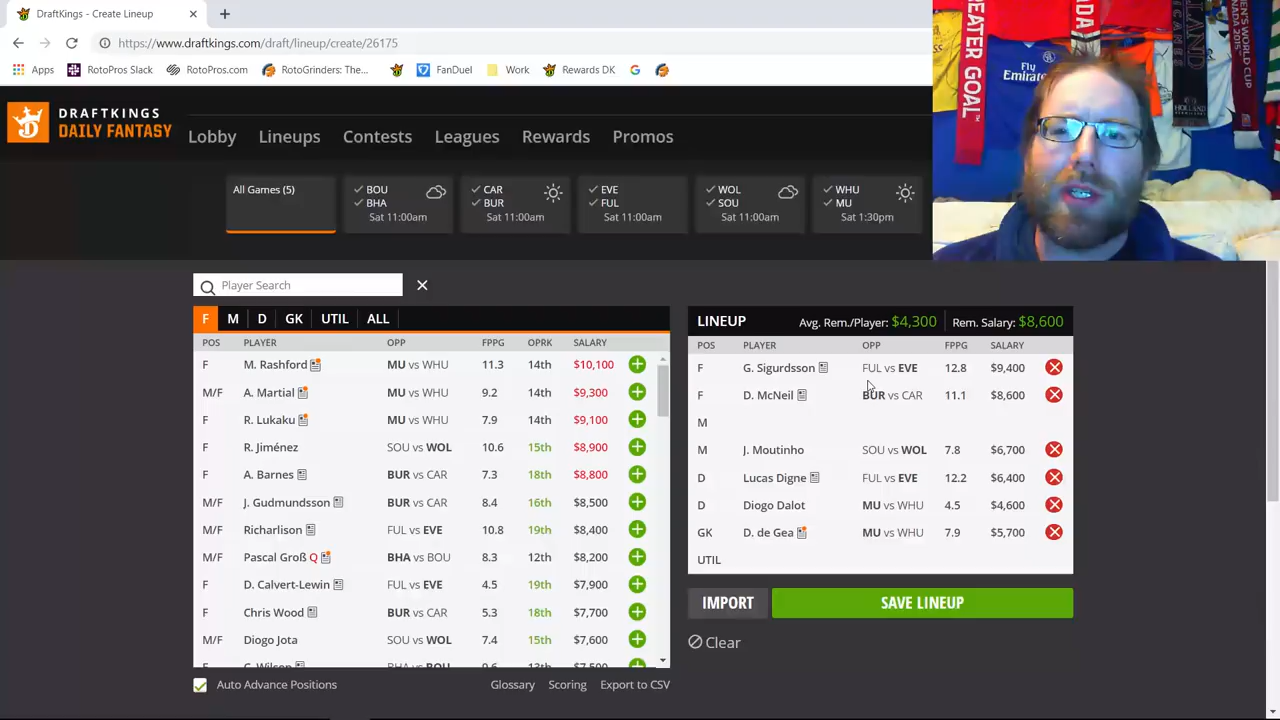 DraftKings - Create Lineup
https://www.draftkings.com/draft/lineup/create/26175
Apps RotoPros Slack RotoPros.com RotoGrinders: The... FanDuel Work Rewards DK
DRAFTKINGS
DAILY FANTASY
Lobby Lineups Contests Leagues Rewards Promos
All Games (5)
BOU
BHA
Sat 11:00am
CAR
BUR
Sat 11:00am
EVE
FUL
Sat 11:00am
WOL
SOU
Sat 11:00am
WHU
MU
Sat 1:30pm
EATER GOAL
Fly
Emirates
Player Search
F M D GK UTIL ALL
POS PLAYER OPP FPPG OPRK SALARY
F M. Rashford MU vs WHU 11.3 14th $10,100
M/F A. Martial MU vs WHU 9.2 14th $9,300
F R. Lukaku MU vs WHU 7.9 14th $9,100
F R. Jiménez SOU vs WOL 10.6 15th $8,900
F A. Barnes BUR vs CAR 7.3 18th $8,800
M/F J. Gudmundsson BUR vs CAR 8.4 16th $8,500
M/F Richarlison FUL vs EVE 10.8 19th $8,400
M/F Pascal Groß Q BHA vs BOU 8.3 12th $8,200
F D. Calvert-Lewin FUL vs EVE 4.5 19th $7,900
F Chris Wood BUR vs CAR 5.3 18th $7,700
M/F Diogo Jota SOU vs WOL 7.4 15th $7,600
F C. Wilson BHA vs BOU 9.6 13th $7,500
Auto Advance Positions Glossary Scoring Export to CSV
LINEUP Avg. Rem./Player: $4,300 Rem. Salary: $8,600
POS PLAYER OPP FPPG SALARY
F G. Sigurdsson FUL vs EVE 12.8 $9,400
F D. McNeil BUR vs CAR 11.1 $8,600
M
M J. Moutinho SOU vs WOL 7.8 $6,700
D Lucas Digne FUL vs EVE 12.2 $6,400
D Diogo Dalot MU vs WHU 4.5 $4,600
GK D. de Gea MU vs WHU 7.9 $5,700
UTIL
IMPORT SAVE LINEUP
Clear